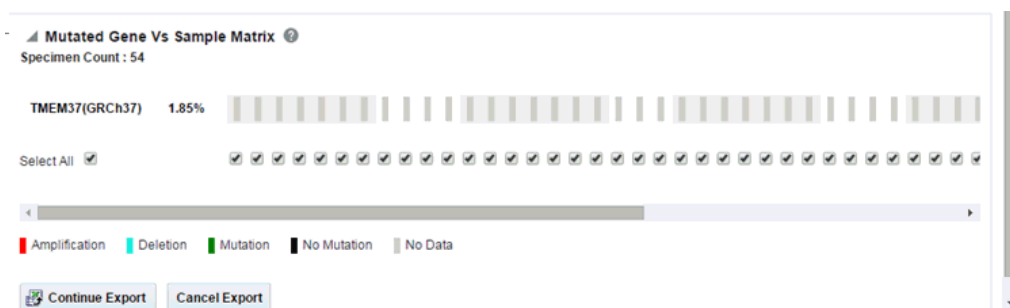 Mutated Gene Vs Sample Matrix ?
Specimen Count : 54
TMEM37(GRCh37) 1.85%
Select All
Amplification Deletion Mutation No Mutation No Data
Continue Export Cancel Export